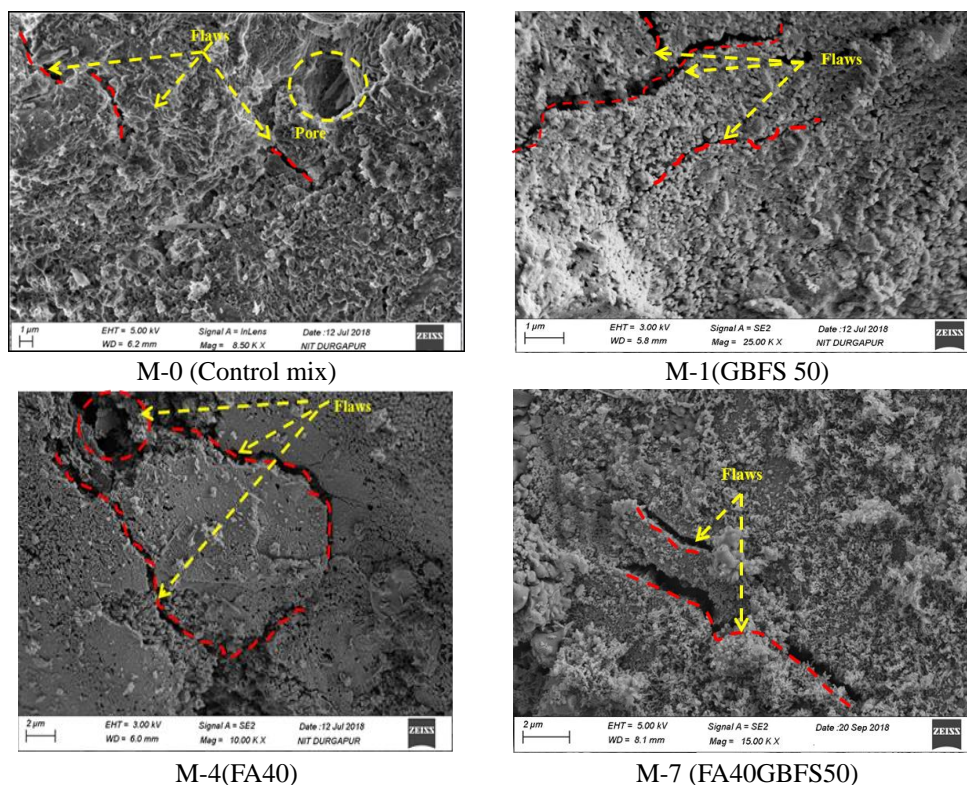 Flaws
Pore
1 µm
EHT = 5.00 kV
WD = 6.2 mm
Signal A = InLens
Mag = 8.50 K X
Date :12 Jul 2018
NIT DURGAPUR
ZEISS
M-0 (Control mix)
Flaws
1 µm
EHT = 3.00 kV
WD = 5.8 mm
Signal A = SE2
Mag = 25.00 K X
Date :12 Jul 2018
NIT DURGAPUR
ZEISS
M-1(GBFS 50)
Flaws
2 µm
EHT = 3.00 kV
WD = 6.0 mm
Signal A = SE2
Mag = 10.00 K X
Date :12 Jul 2018
NIT DURGAPUR
ZEISS
M-4(FA40)
Flaws
2 µm
EHT = 5.00 kV
WD = 8.1 mm
Signal A = SE2
Mag = 15.00 K X
Date :20 Sep 2018
ZEISS
M-7 (FA40GBFS50)